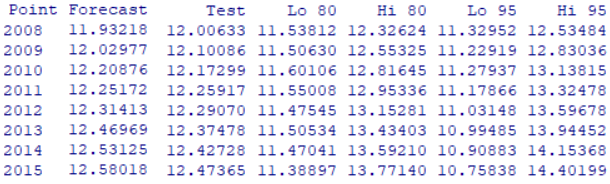 Point Forecast Test Lo 80 Hi 80 Lo 95 Hi 95
2008 11.93218 12.00633 11.53812 12.32624 11.32952 12.53484
2009 12.02977 12.10086 11.50630 12.55325 11.22919 12.83036
2010 12.20876 12.17299 11.60106 12.81645 11.27937 13.13815
2011 12.25172 12.25917 11.55008 12.95336 11.17866 13.32478
2012 12.31413 12.29070 11.47545 13.15281 11.03148 13.59678
2013 12.46969 12.37478 11.50534 13.43403 10.99485 13.94452
2014 12.53125 12.42728 11.47041 13.59210 10.90883 14.15368
2015 12.58018 12.47365 11.38897 13.77140 10.75838 14.40199